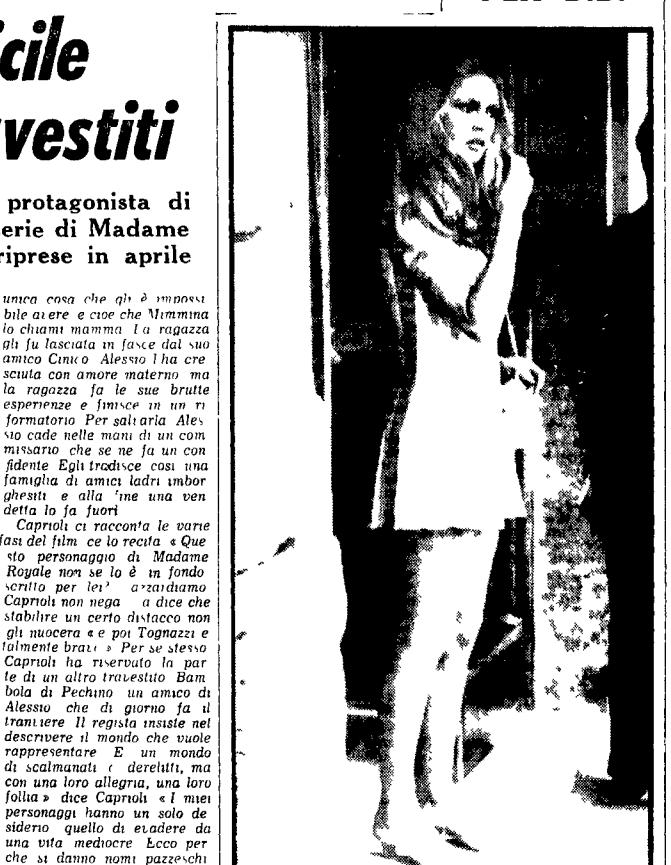 icile
vestiti
protagonista di
serie di Madame
riprese in aprile
unica cosa che gli è impossi
bile avere e cioe che Mimmina
lo chiami mamma La ragazza
gli fu lasciata in fasce dal suo
amico Cinico Alessio l ha cre
sciuta con amore materno ma
la ragazza fa le sue brutte
esperienze e finisce in un ri
formatorio Per salvarla Ales
sio cade nelle mani di un com
missario che se ne fa un con
fidente Egli tradisce cosi una
famiglia di amici ladri imbor
ghesiti e alla fine una ven
detta lo fa fuori
Caprioli ci racconta le varie
fasi del film ce lo recita « Que
sto personaggio di Madame
Royale non se lo è in fondo
scritto per lei? azzardiamo
Caprioli non nega a dice che
stabilire un certo distacco non
gli nuocera « e poi Tognazzi e
talmente bravo » Per se stesso
Caprioli ha riservato la par
te di un altro travestito Bam
bola di Pechino un amico di
Alessio che di giorno fa il
tranviere Il regista insiste nel
descrivere il mondo che vuole
rappresentare E un mondo
di scalmanati e derelitti, ma
con una loro allegria, una loro
follia » dice Caprioli « I miei
personaggi hanno un solo de
siderio quello di evadere da
una vita mediocre Ecco per
che si danno nomi pazzeschi